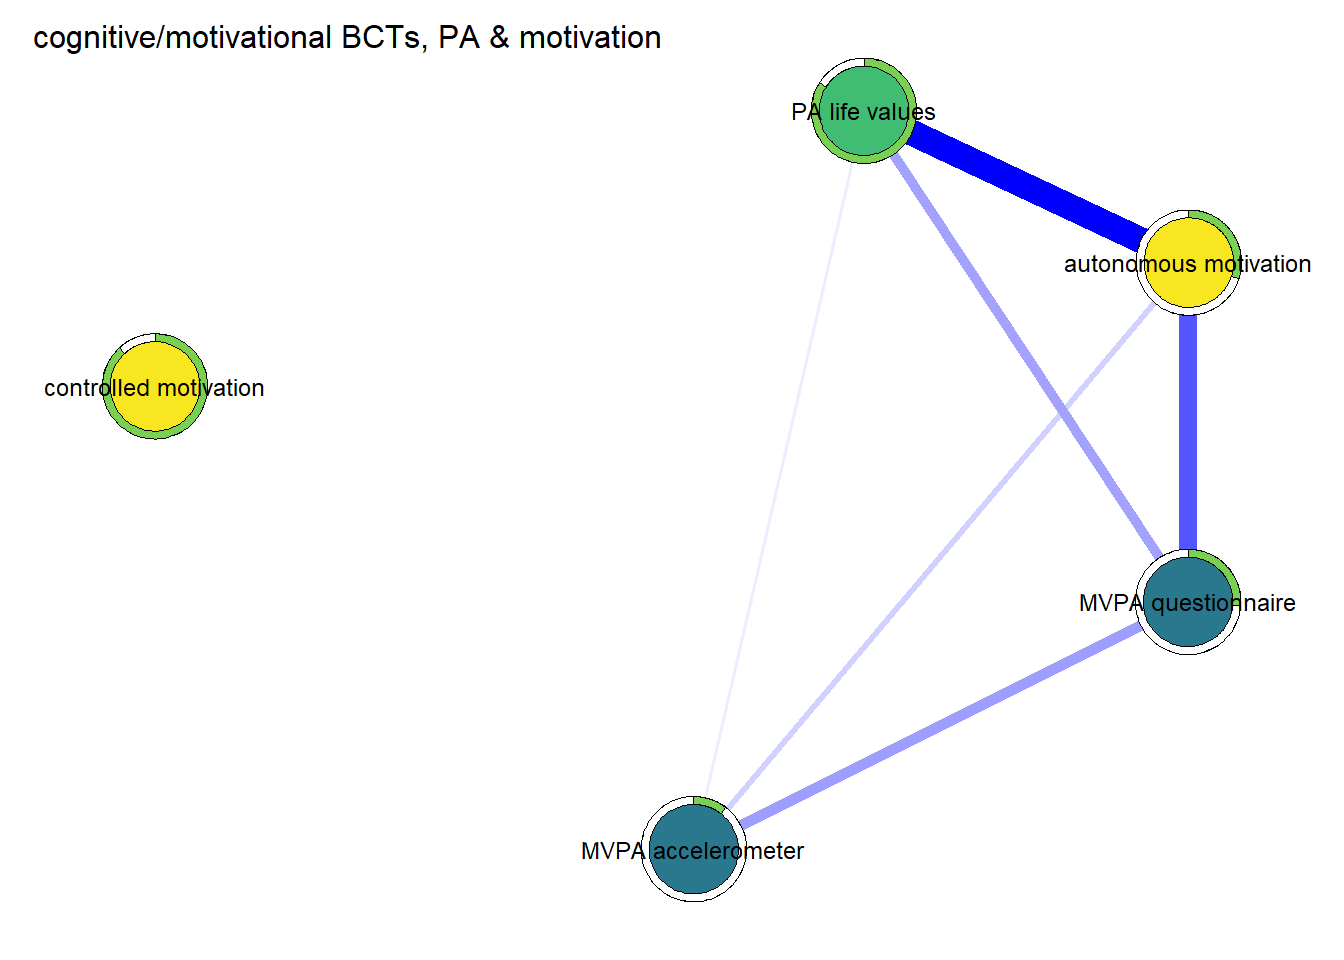 cognitive/motivational BCTs, PA & motivation
PA life values
autonomous motivation
controlled motivation
MVPA questionnaire
MVPA accelerometer